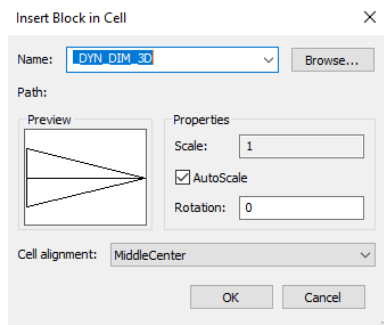 Insert Block in Cell
Name: _DYN_DIM_3D Browse...
Path:
Preview Properties
Scale: 1
AutoScale
Rotation: 0
Cell alignment: MiddleCenter
OK Cancel